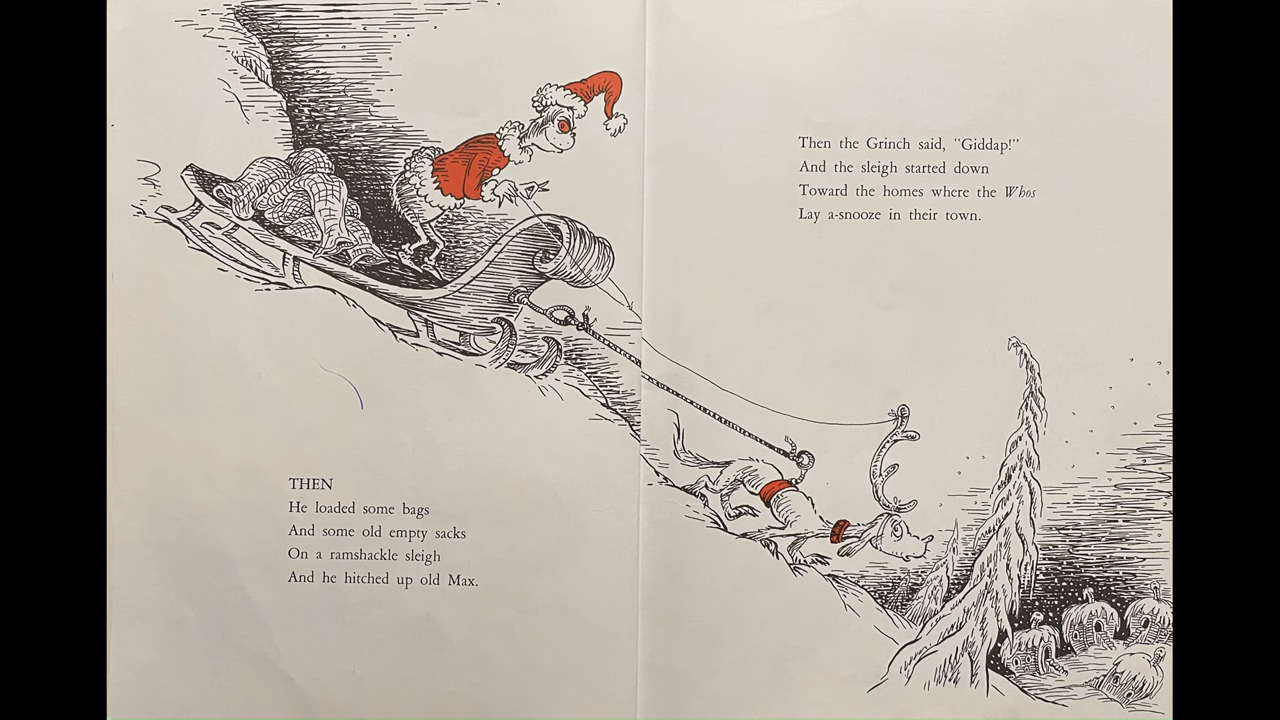 THEN
He loaded some bags
And some old empty sacks
On a ramshackle sleigh
And he hitched up old Max.
Then the Grinch said, "Giddap!"
And the sleigh started down
Toward the homes where the Whos
Lay a-snooze in their town.